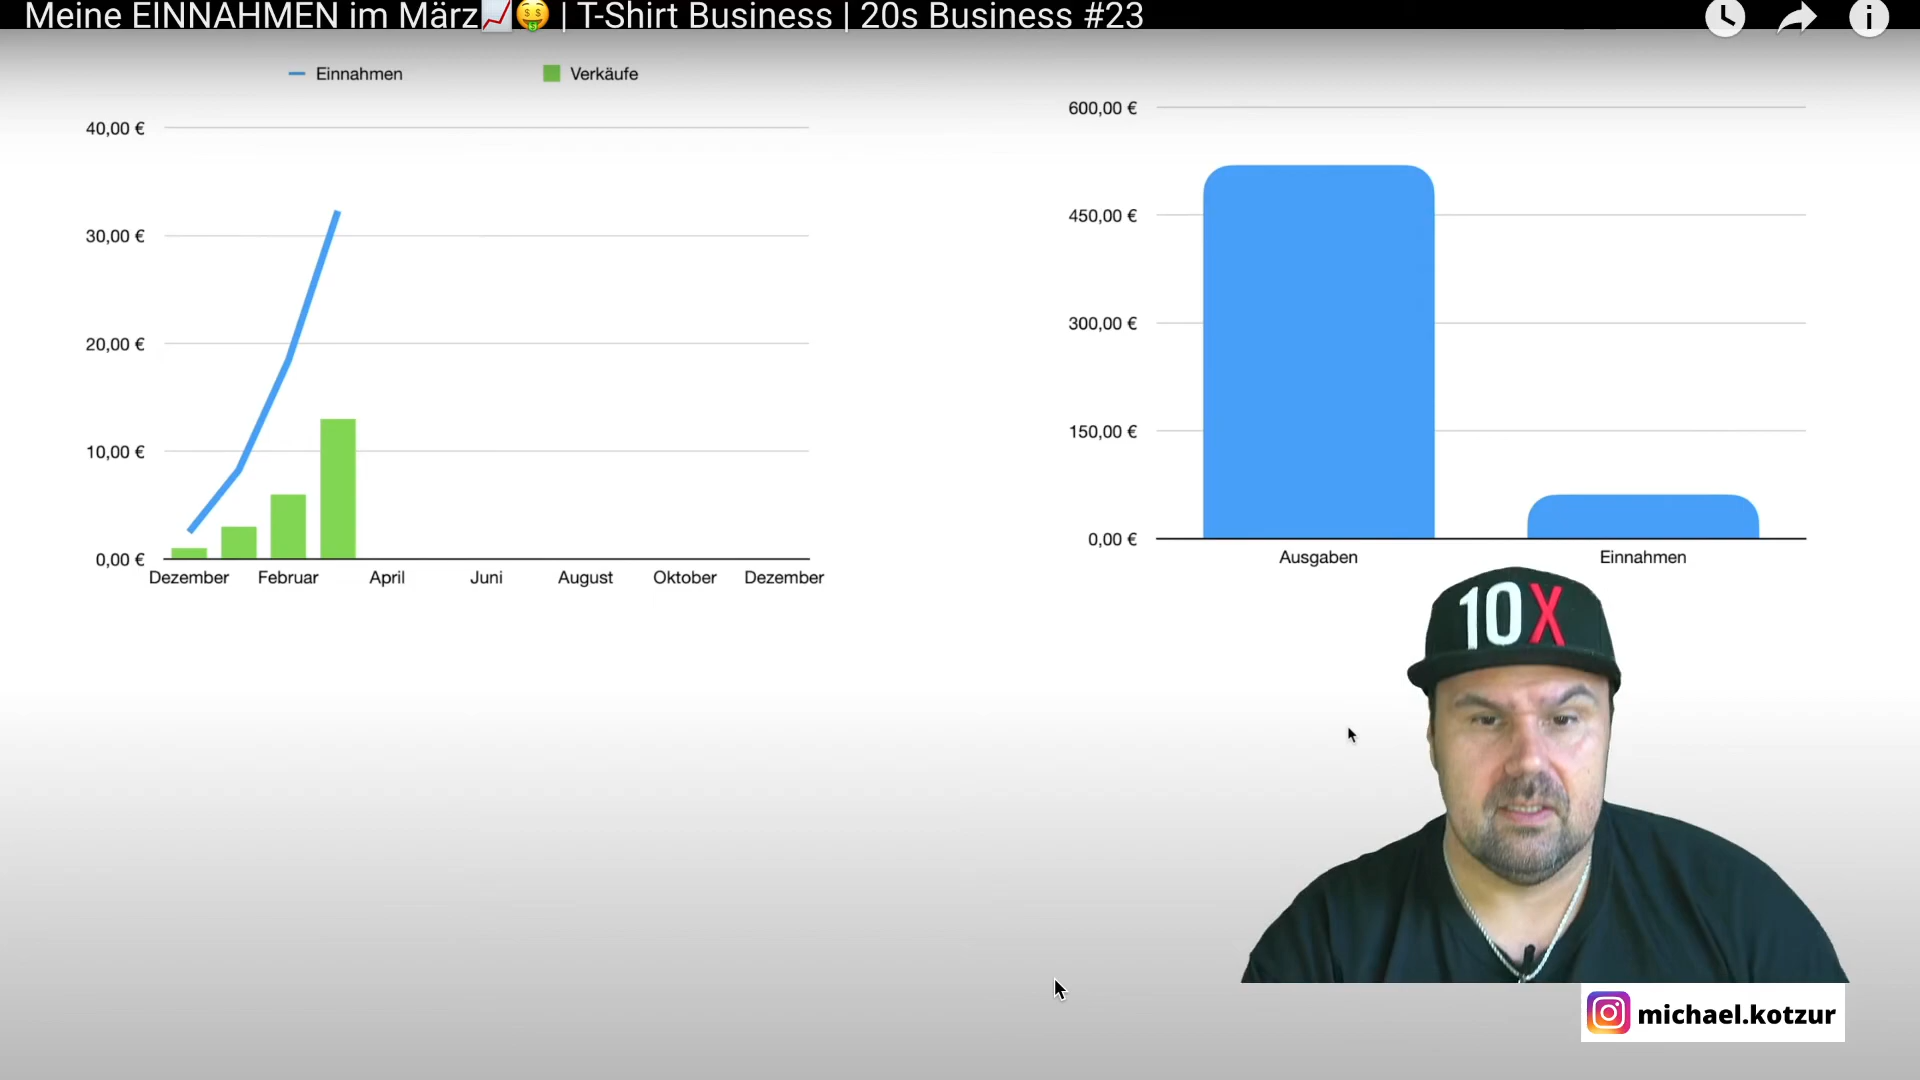 Meine EINNAHMEN im März📈🤑 | T-Shirt Business | 20s Business #23
Einnahmen
Verkäufe
40,00 €
30,00 €
20,00 €
10,00 €
0,00 €
Dezember
Februar
April
Juni
August
Oktober
Dezember
600,00 €
450,00 €
300,00 €
150,00 €
0,00 €
Ausgaben
Einnahmen
10X
michael.kotzur